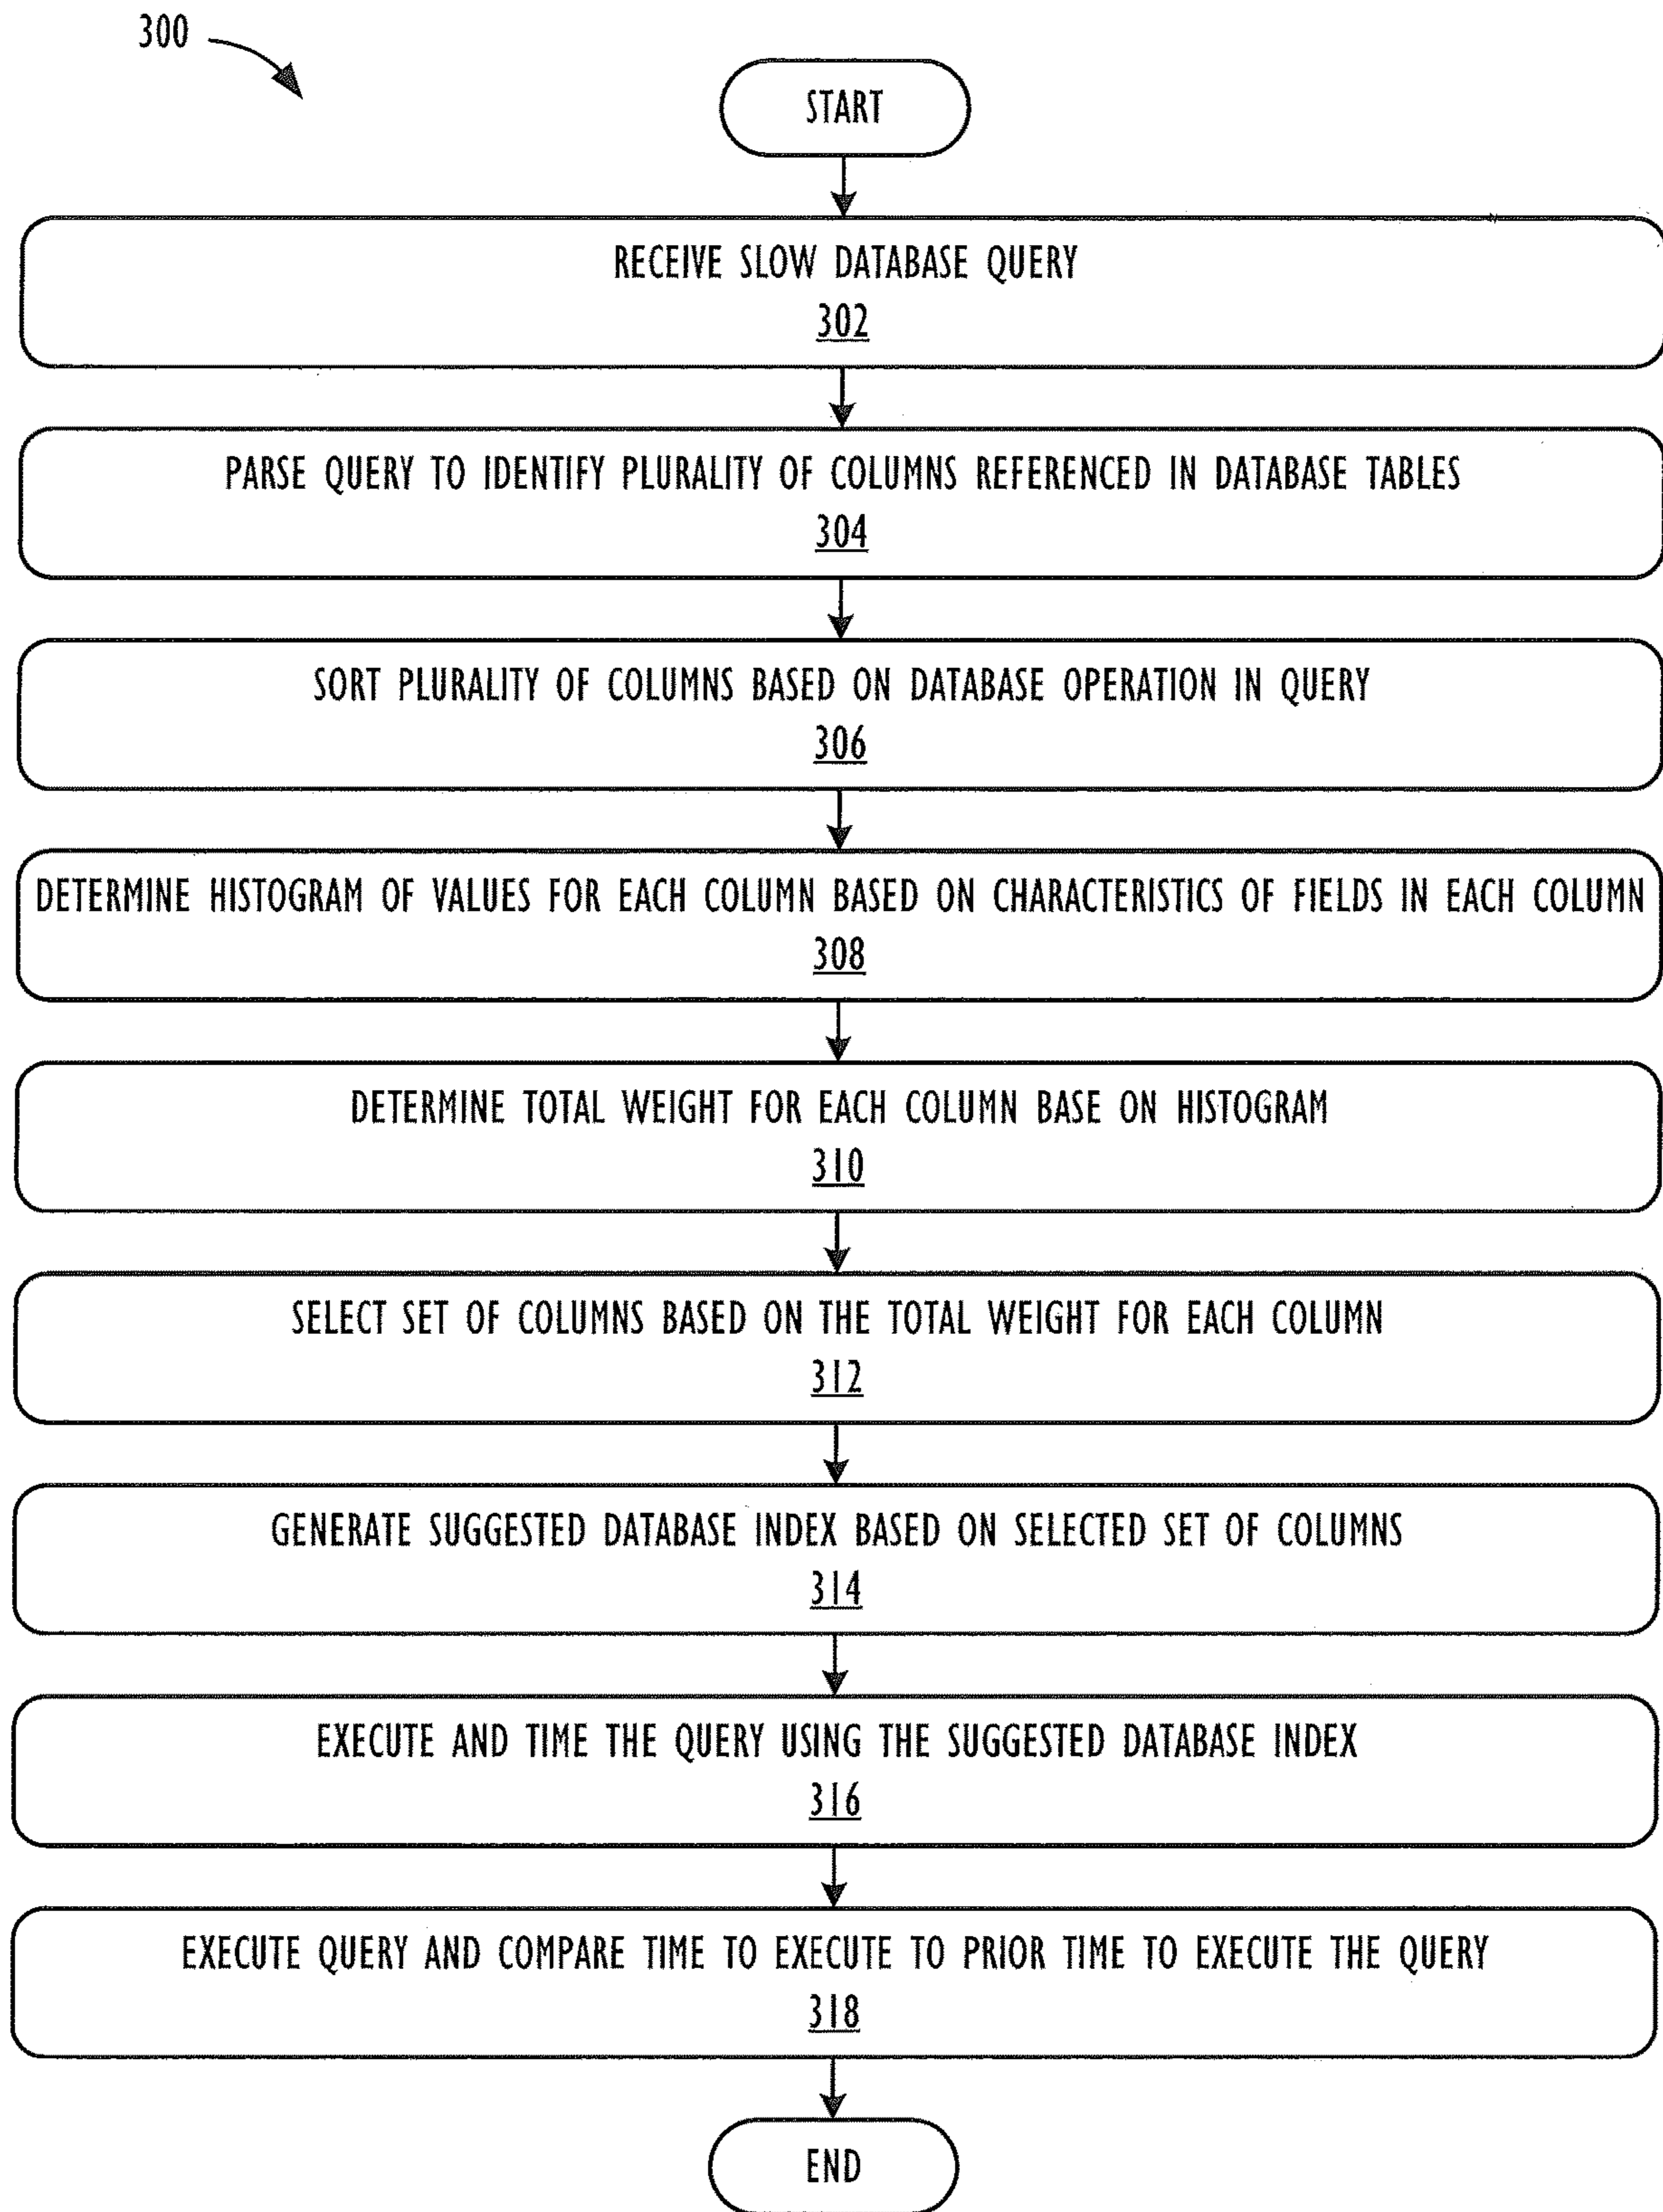 300
START
RECEIVE SLOW DATABASE QUERY
302
PARSE QUERY TO IDENTIFY PLURALITY OF COLUMNS REFERENCED IN DATABASE TABLES
304
SORT PLURALITY OF COLUMNS BASED ON DATABASE OPERATION IN QUERY
306
DETERMINE HISTOGRAM OF VALUES FOR EACH COLUMN BASED ON CHARACTERISTICS OF FIELDS IN EACH COLUMN
308
DETERMINE TOTAL WEIGHT FOR EACH COLUMN BASE ON HISTOGRAM
310
SELECT SET OF COLUMNS BASED ON THE TOTAL WEIGHT FOR EACH COLUMN
312
GENERATE SUGGESTED DATABASE INDEX BASED ON SELECTED SET OF COLUMNS
314
EXECUTE AND TIME THE QUERY USING THE SUGGESTED DATABASE INDEX
316
EXECUTE QUERY AND COMPARE TIME TO EXECUTE TO PRIOR TIME TO EXECUTE THE QUERY
318
END